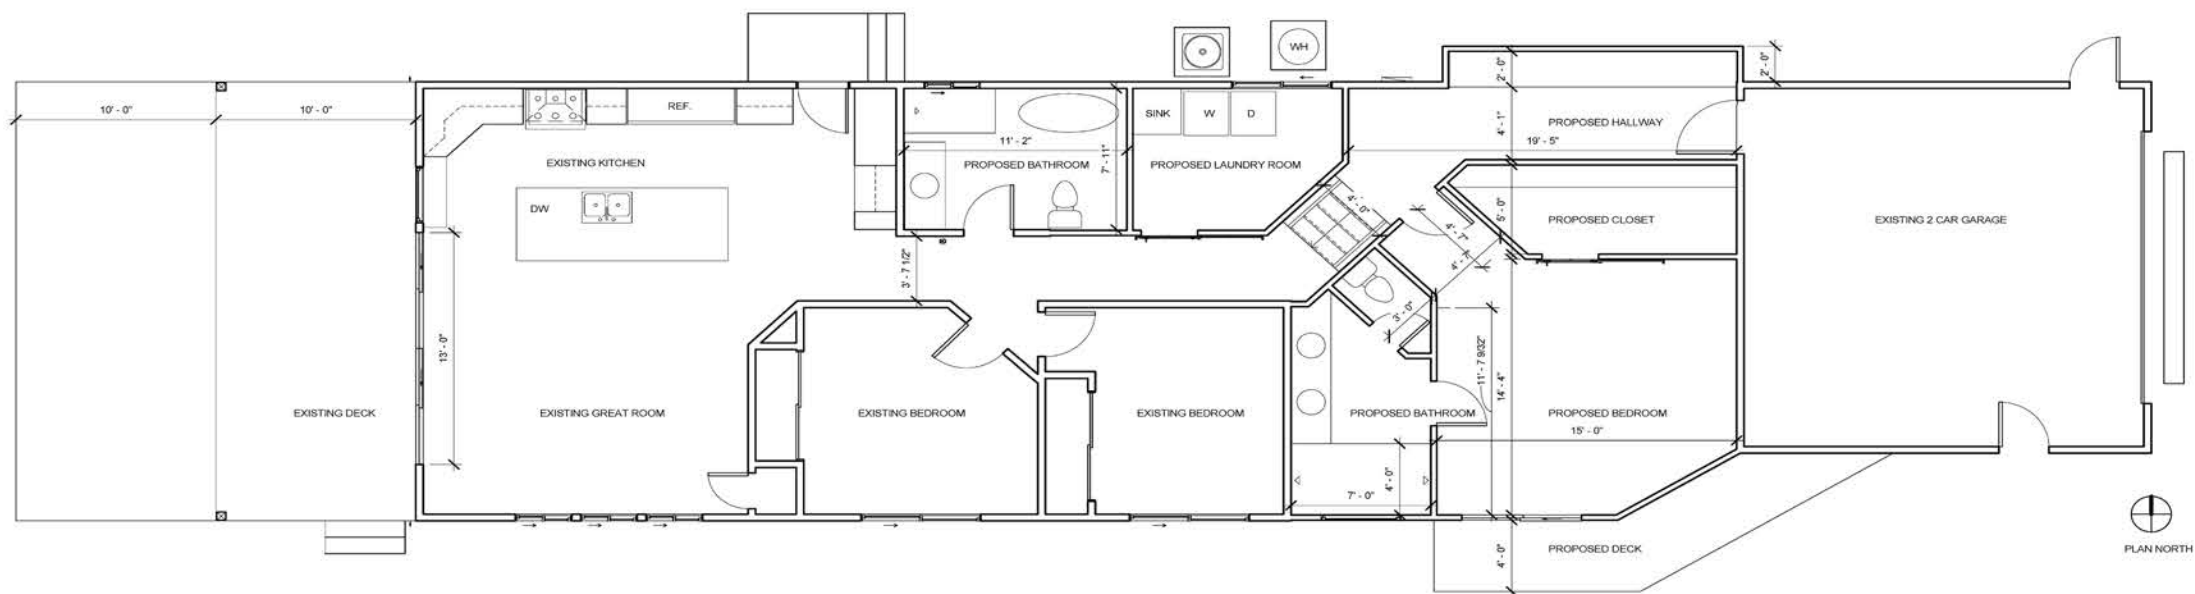 WH
2' - 0"
2' - 0"
10' - 0"
10' - 0"
REF.
SINK
W
D
4' - 1"
PROPOSED HALLWAY
11' - 2"
19' - 5"
EXISTING KITCHEN
PROPOSED BATHROOM
7' - 11"
PROPOSED LAUNDRY ROOM
DW
4' - 0"
5' - 0"
PROPOSED CLOSET
EXISTING 2 CAR GARAGE
4' - 7"
4' - 7"
3' - 7 1/2"
3' - 0"
13' - 0"
11' - 7 9/32"
14' - 4"
EXISTING DECK
EXISTING GREAT ROOM
EXISTING BEDROOM
EXISTING BEDROOM
PROPOSED BATHROOM
PROPOSED BEDROOM
15' - 0"
4' - 0"
7' - 0"
PROPOSED DECK
4' - 0"
PLAN NORTH